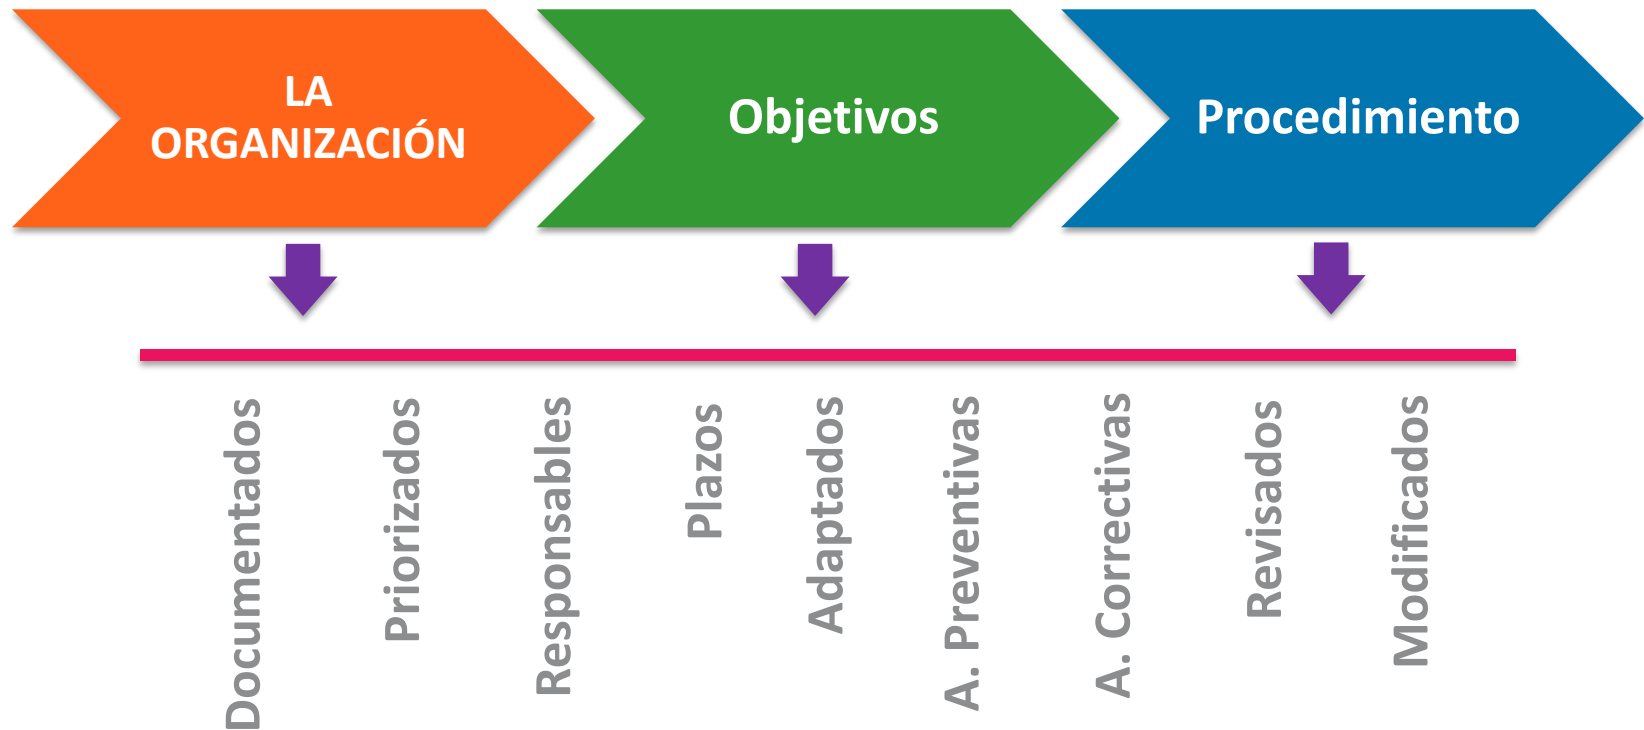 LA
ORGANIZACIÓN
Objetivos
Procedimiento
Documentados
Priorizados
Responsables
Plazos
Adaptados
A. Preventivas
A. Correctivas
Revisados
Modificados